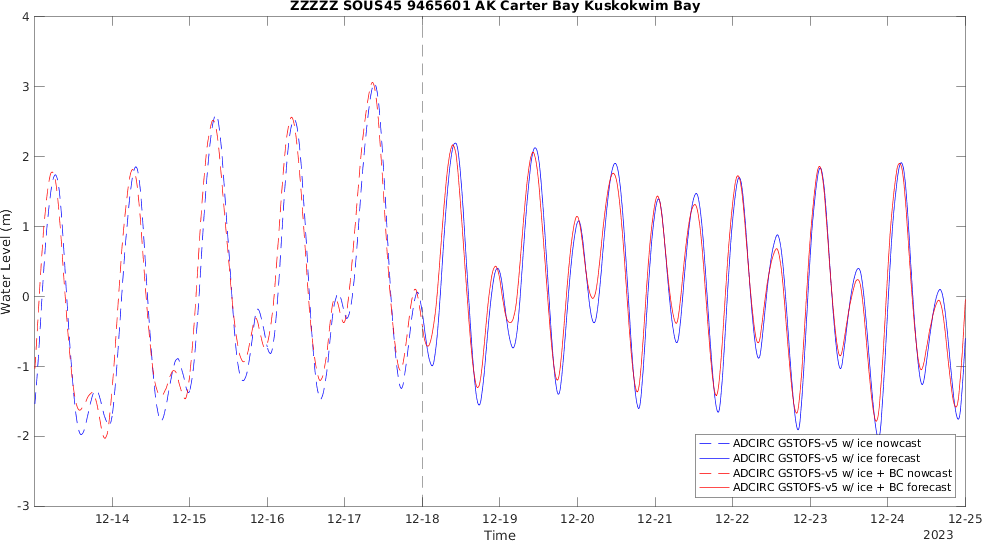 ZZZZZ SOUS45 9465601 AK Carter Bay Kuskokwim Bay
4
3
2
1
0
-1
-2
-3
Water Level (m)
12-14 12-15 12-16 12-17 12-18 12-19 12-20 12-21 12-22 12-23 12-24 12-25
Time
2023
ADCIRC GSTOFS-v5 w/ ice nowcast
ADCIRC GSTOFS-v5 w/ ice forecast
ADCIRC GSTOFS-v5 w/ ice + BC nowcast
ADCIRC GSTOFS-v5 w/ ice + BC forecast